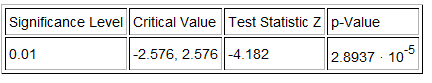 Significance Level Critical Value Test Statistic Z p-Value
0.01 -2.576, 2.576 -4.182 2.8937 · 10⁻⁵